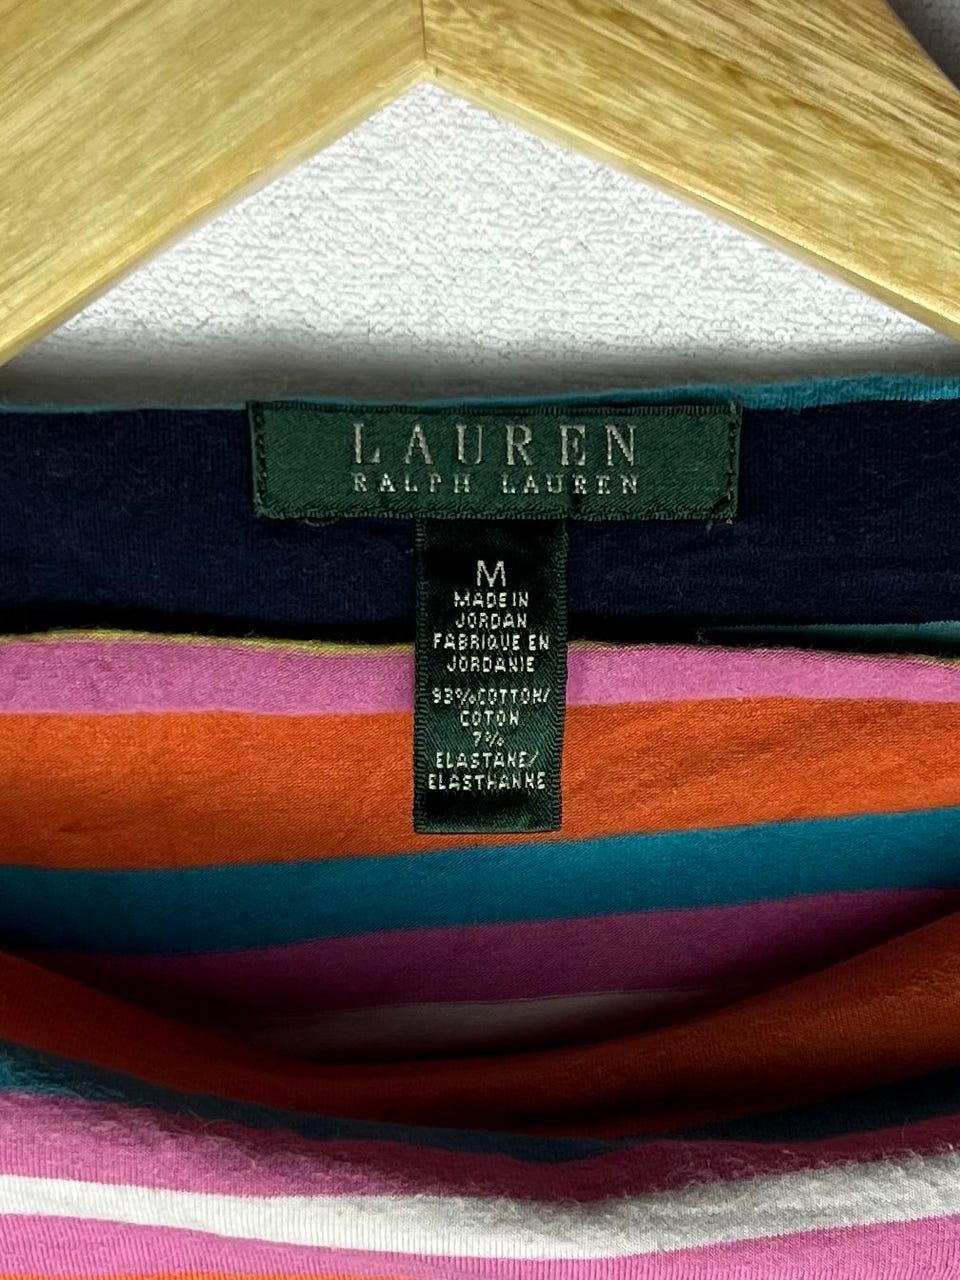 LAUREN
RALPH LAUREN
M
MADE IN
JORDAN
FABRIQUE EN
JORDANIE
93%COTTON/
COTON
7%
ELASTANE/
ELASTHANNE